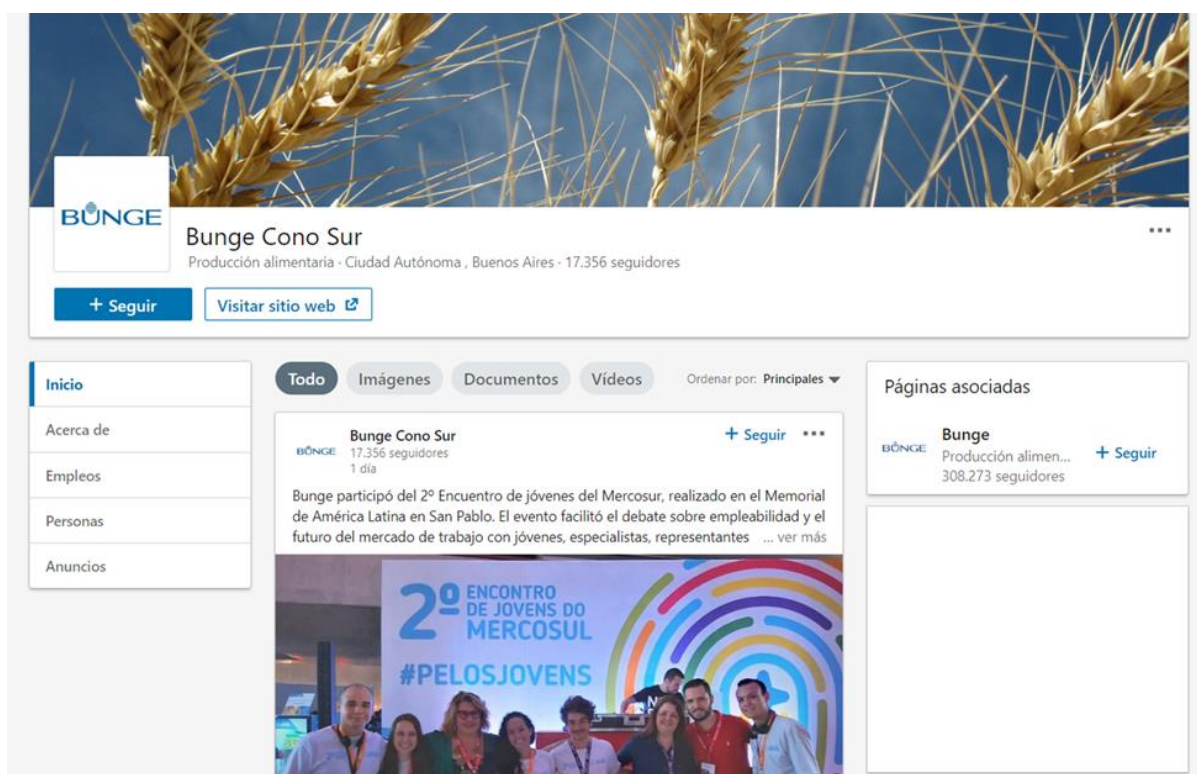 BUNGE
Bunge Cono Sur
Producción alimentaria · Ciudad Autónoma , Buenos Aires · 17.356 seguidores
+ Seguir
Visitar sitio web
Inicio
Acerca de
Empleos
Personas
Anuncios
Todo
Imágenes
Documentos
Vídeos
Ordenar por: Principales
BUNGE
Bunge Cono Sur
17.356 seguidores
1 día
+ Seguir
Bunge participó del 2º Encuentro de jóvenes del Mercosur, realizado en el Memorial
de América Latina en San Pablo. El evento facilitó el debate sobre empleabilidad y el
futuro del mercado de trabajo con jóvenes, especialistas, representantes ... ver más
2º ENCONTRO
DE JOVENS DO
MERCOSUL
#PELOSJOVENS
Páginas asociadas
BUNGE
Bunge
Producción alimen...
308.273 seguidores
+ Seguir